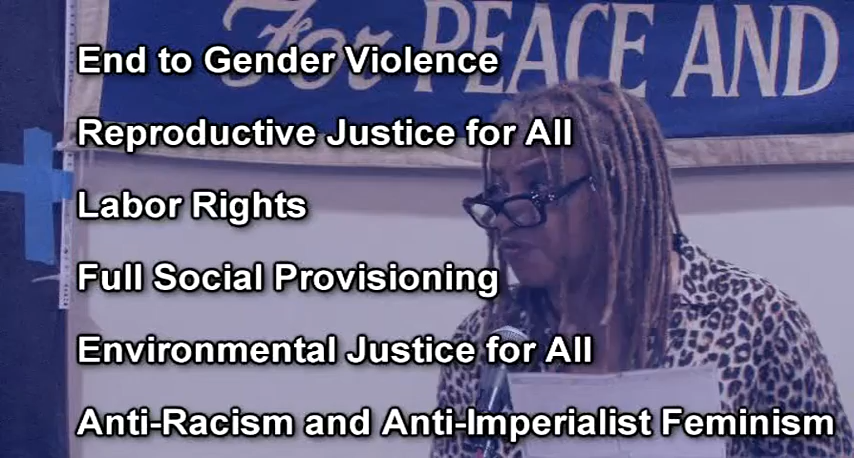 For PEACE AND
End to Gender Violence
Reproductive Justice for All
Labor Rights
Full Social Provisioning
Environmental Justice for All
Anti-Racism and Anti-Imperialist Feminism